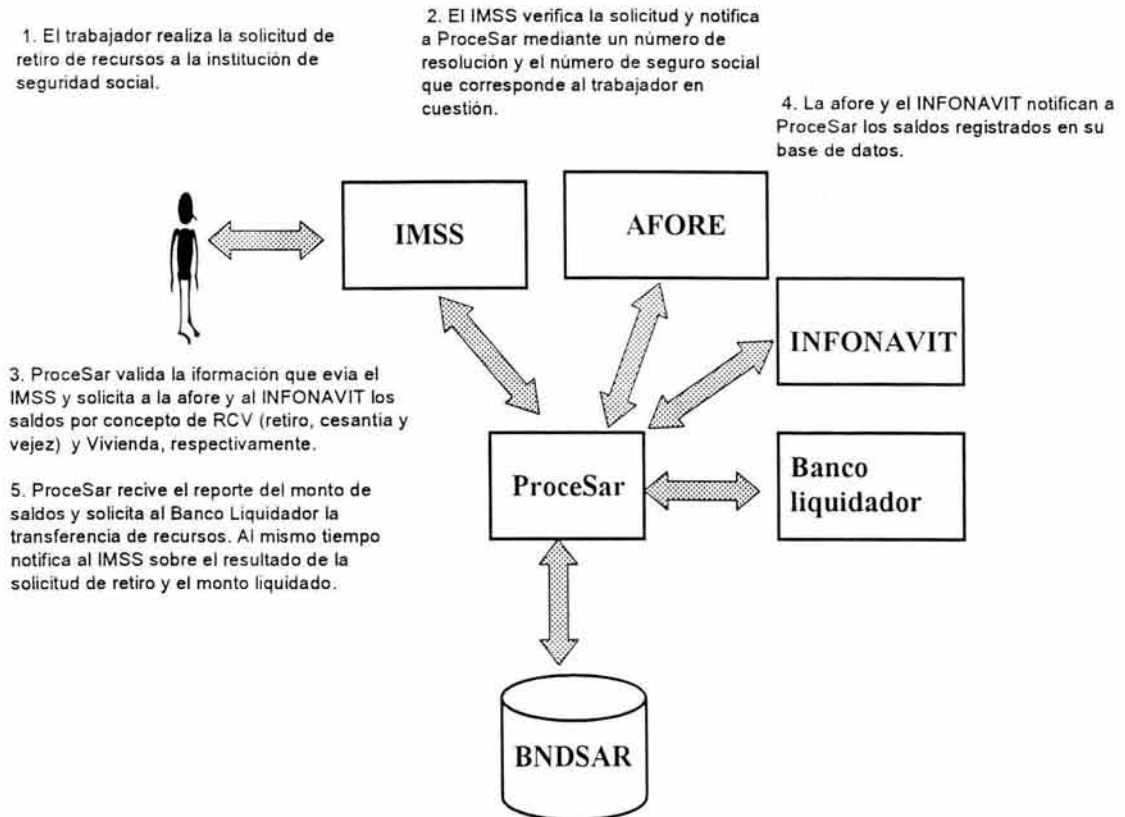 1. El trabajador realiza la solicitud de
retiro de recursos a la institución de
seguridad social.
2. El IMSS verifica la solicitud y notifica
a ProceSar mediante un número de
resolución y el número de seguro social
que corresponde al trabajador en
cuestión.
4. La afore y el INFONAVIT notifican a
ProceSar los saldos registrados en su
base de datos.
IMSS
AFORE
INFONAVIT
3. ProceSar valida la iformación que evia el
IMSS y solicita a la afore y al INFONAVIT los
saldos por concepto de RCV (retiro, cesantía y
vejez) y Vivienda, respectivamente.
5. ProceSar recive el reporte del monto de
saldos y solicita al Banco Liquidador la
transferencia de recursos. Al mismo tiempo
notifica al IMSS sobre el resultado de la
solicitud de retiro y el monto liquidado.
ProceSar
Banco
liquidador
BNDSAR